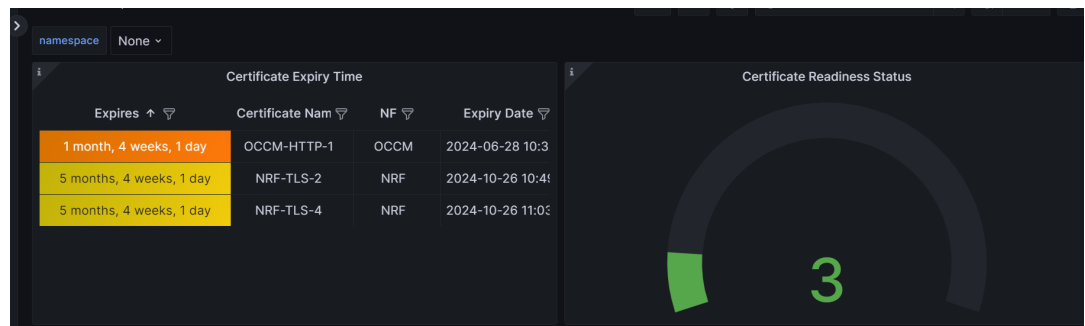 namespace None
Certificate Expiry Time
Expires Certificate Nam NF Expiry Date
1 month, 4 weeks, 1 day OCCM-HTTP-1 OCCM 2024-06-28 10:3
5 months, 4 weeks, 1 day NRF-TLS-2 NRF 2024-10-26 10:49
5 months, 4 weeks, 1 day NRF-TLS-4 NRF 2024-10-26 11:03
Certificate Readiness Status
3